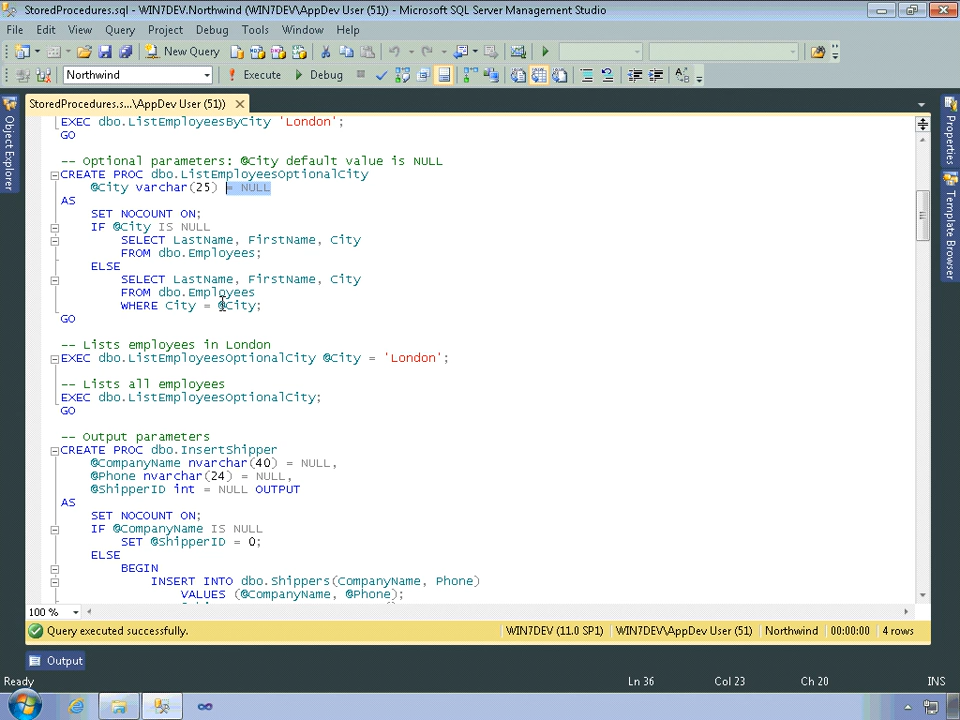 StoredProcedures.sql - WIN7DEV.Northwind (WIN7DEV\AppDev User (51)) - Microsoft SQL Server Management Studio
File Edit View Query Project Debug Tools Window Help
New Query
Northwind Execute Debug
StoredProcedures.s...\AppDev User (51))
Object Explorer
Properties
Template Browser
EXEC dbo.ListEmployeesByCity 'London';
GO
-- Optional parameters: @City default value is NULL
CREATE PROC dbo.ListEmployeesOptionalCity
@City varchar(25) = NULL
AS
SET NOCOUNT ON;
IF @City IS NULL
SELECT LastName, FirstName, City
FROM dbo.Employees;
ELSE
SELECT LastName, FirstName, City
FROM dbo.Employees
WHERE City = @City;
GO
-- Lists employees in London
EXEC dbo.ListEmployeesOptionalCity @City = 'London';
-- Lists all employees
EXEC dbo.ListEmployeesOptionalCity;
GO
-- Output parameters
CREATE PROC dbo.InsertShipper
@CompanyName nvarchar(40) = NULL,
@Phone nvarchar(24) = NULL,
@ShipperID int = NULL OUTPUT
AS
SET NOCOUNT ON;
IF @CompanyName IS NULL
SET @ShipperID = 0;
ELSE
BEGIN
INSERT INTO dbo.Shippers(CompanyName, Phone)
VALUES (@CompanyName, @Phone);
100 %
Query executed successfully. WIN7DEV (11.0 SP1) WIN7DEV\AppDev User (51) Northwind 00:00:00 4 rows
Output
Ready Ln 36 Col 23 Ch 20 INS